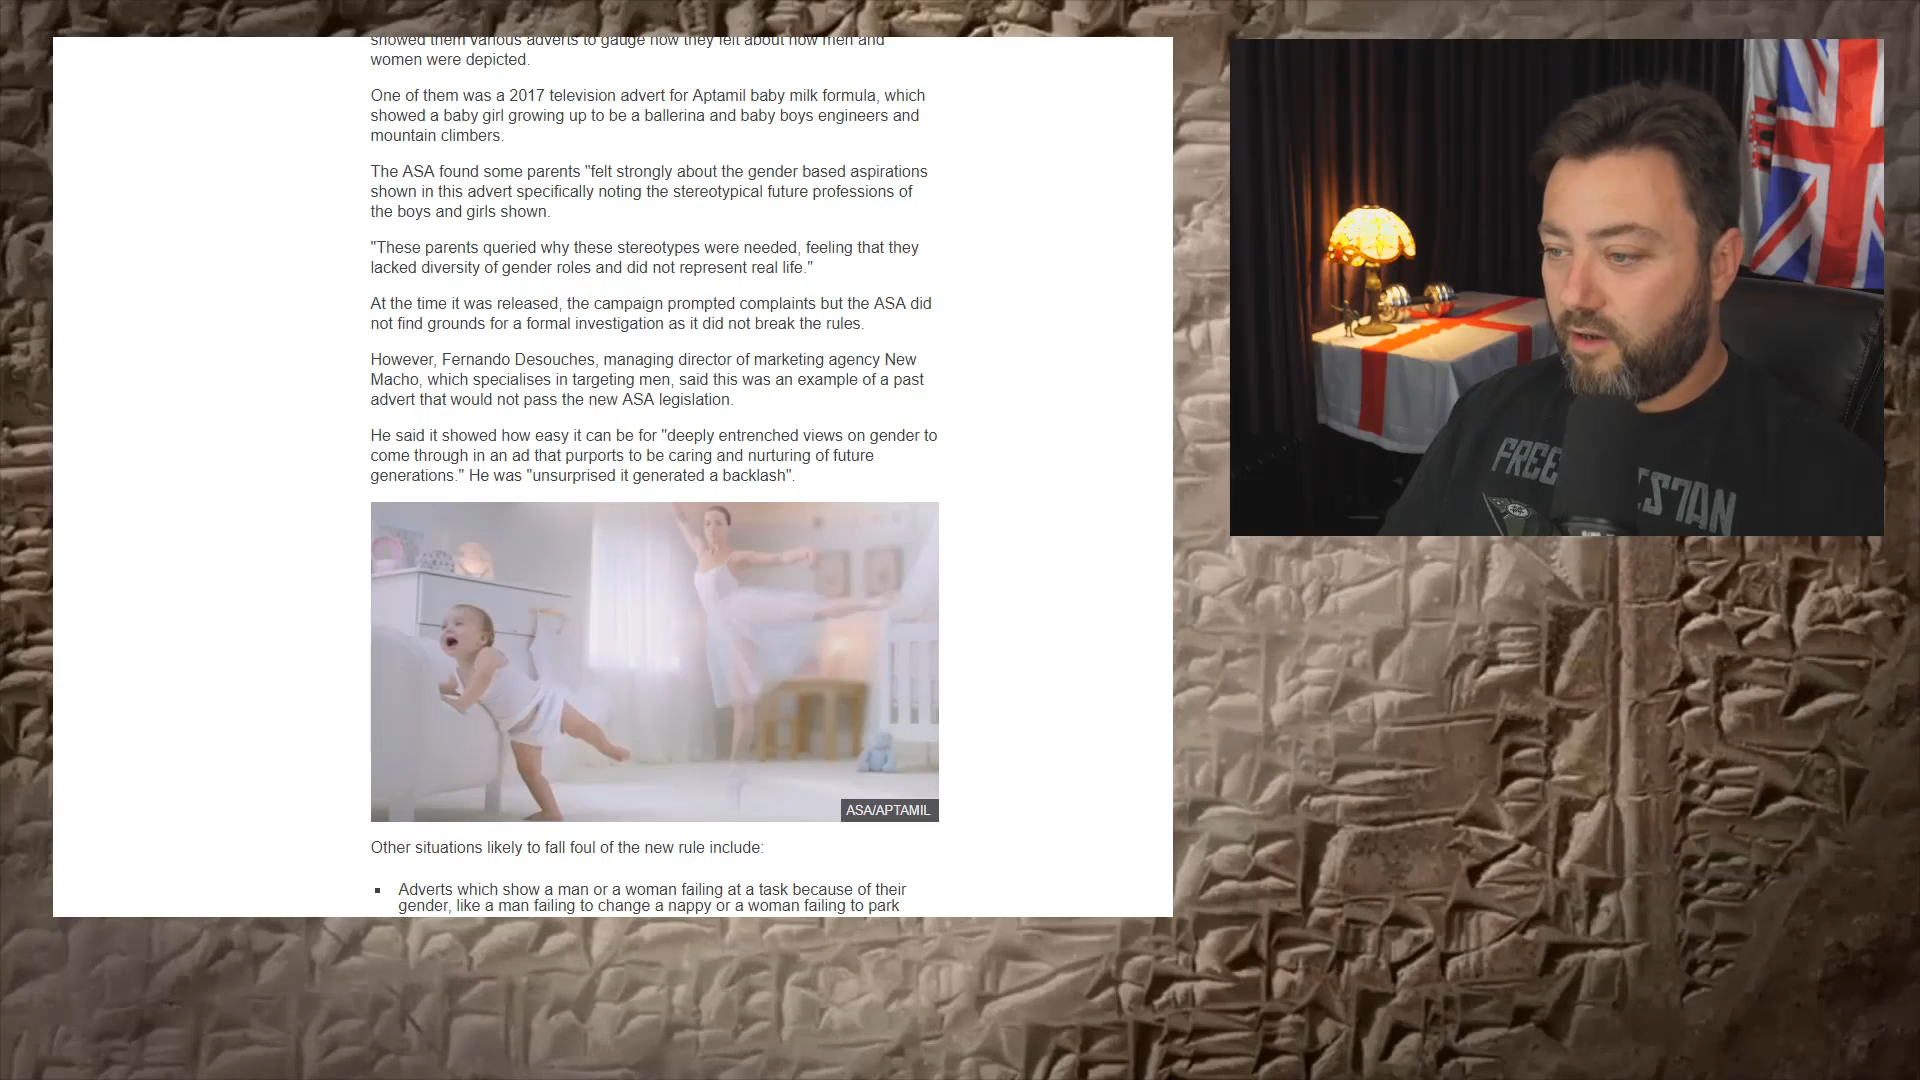 showed them various adverts to gauge how they felt about how men and
women were depicted.
One of them was a 2017 television advert for Aptamil baby milk formula, which
showed a baby girl growing up to be a ballerina and baby boys engineers and
mountain climbers.
The ASA found some parents "felt strongly about the gender based aspirations
shown in this advert specifically noting the stereotypical future professions of
the boys and girls shown.
"These parents queried why these stereotypes were needed, feeling that they
lacked diversity of gender roles and did not represent real life."
At the time it was released, the campaign prompted complaints but the ASA did
not find grounds for a formal investigation as it did not break the rules.
However, Fernando Desouches, managing director of marketing agency New
Macho, which specialises in targeting men, said this was an example of a past
advert that would not pass the new ASA legislation.
He said it showed how easy it can be for "deeply entrenched views on gender to
come through in an ad that purports to be caring and nurturing of future
generations." He was "unsurprised it generated a backlash".
ASA/APTAMIL
Other situations likely to fall foul of the new rule include:
Adverts which show a man or a woman failing at a task because of their
gender, like a man failing to change a nappy or a woman failing to park
FREE